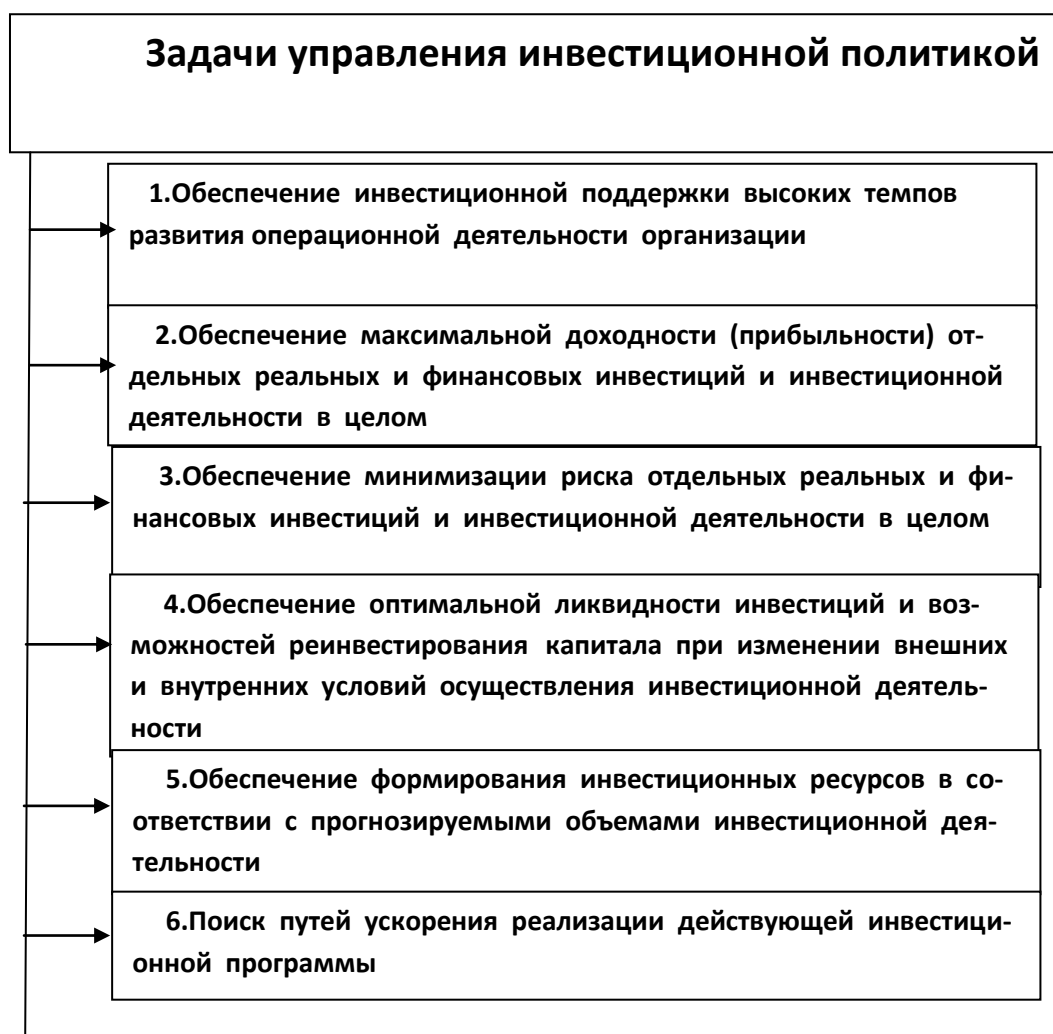 Задачи управления инвестиционной политикой
1.Обеспечение инвестиционной поддержки высоких темпов
развития операционной деятельности организации
2.Обеспечение максимальной доходности (прибыльности) от-
дельных реальных и финансовых инвестиций и инвестиционной
деятельности в целом
3.Обеспечение минимизации риска отдельных реальных и фи-
нансовых инвестиций и инвестиционной деятельности в целом
4.Обеспечение оптимальной ликвидности инвестиций и воз-
можностей реинвестирования капитала при изменении внешних
и внутренних условий осуществления инвестиционной деятель-
ности
5.Обеспечение формирования инвестиционных ресурсов в со-
ответствии с прогнозируемыми объемами инвестиционной дея-
тельности
6.Поиск путей ускорения реализации действующей инвестици-
онной программы